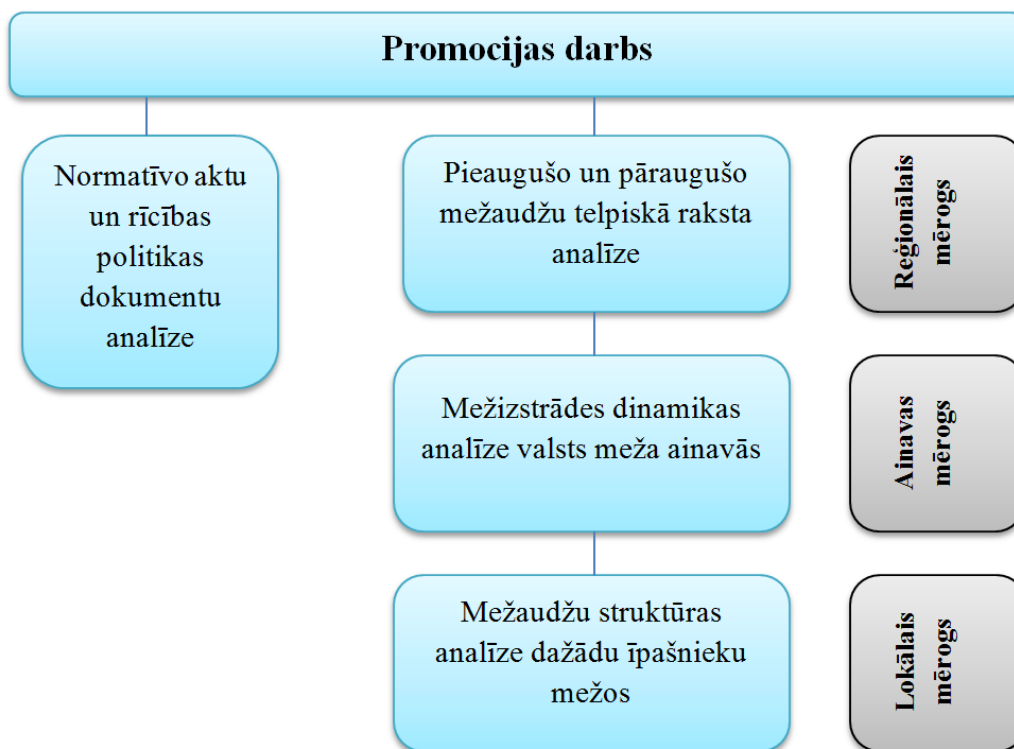 Promocijas darbs
Normatīvo aktu
un rīcības
politikas
dokumentu
analīze
Pieaugušo un pāraugušo
mežaudžu telpiskā raksta
analīze
Reģionālais
mērogs
Mežizstrādes dinamikas
analīze valsts meža ainavās
Ainavas
mērogs
Mežaudžu struktūras
analīze dažādu īpašnieku
mežos
Lokālais
mērogs